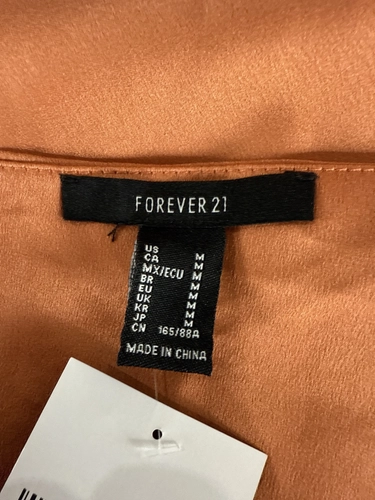 FOREVER 21
US M
CA M
MX/ECU M
BR M
EU M
UK M
KR M
JP M
CN 165/88A
MADE IN CHINA